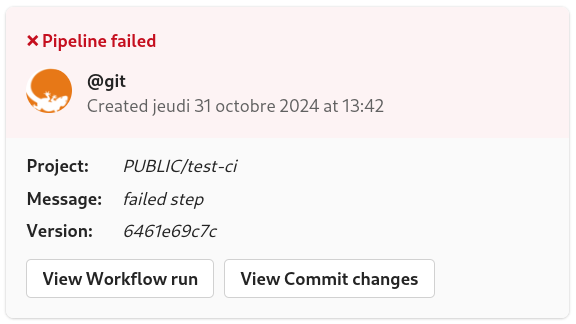 ❌ Pipeline failed
@git
Created jeudi 31 octobre 2024 at 13:42
Project: PUBLIC/test-ci
Message: failed step
Version: 6461e69c7c
View Workflow run View Commit changes